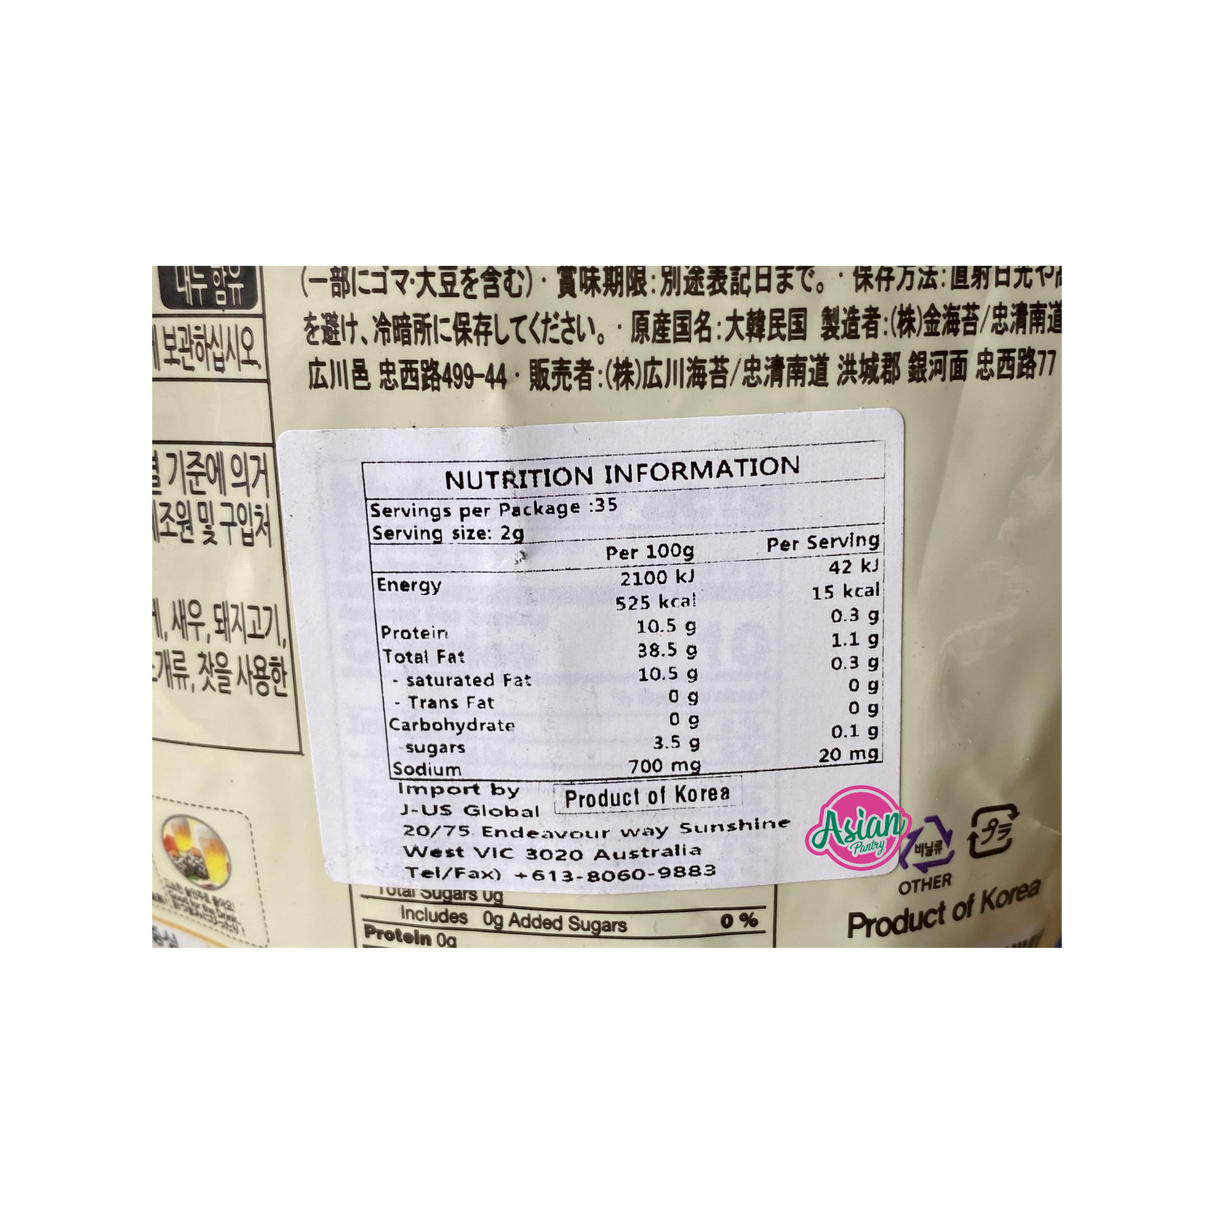 대두 함유
(一部にゴマ·大豆を含む)· 賞味期限:別途表記日まで。· 保存方法:直射日光や高
を避け、冷暗所に保存してください。· 原産国名:大韓民国 製造者:(株)金海苔/忠清南道
広川邑 忠西路499-44 · 販売者:(株)広川海苔/忠清南道 洪城郡 銀河面 忠西路77
보관하십시오
기준에 의거
제조원 및 구입처
게, 새우, 돼지고기,
조개류, 잣을 사용한
NUTRITION INFORMATION
Servings per Package :35
Serving size: 2g
Per 100g Per Serving
Energy 2100 kJ 42 kJ
525 kcal 15 kcal
Protein 10.5 g 0.3 g
Total Fat 38.5 g 1.1 g
- saturated Fat 10.5 g 0.3 g
- Trans Fat 0 g 0 g
Carbohydrate 0 g 0 g
sugars 3.5 g 0.1 g
Sodium 700 mg 20 mg
Import by
Product of Korea
J-US Global
20/75 Endeavour way Sunshine
West VIC 3020 Australia
Tel/Fax) +613-8060-9883
Asian
Pantry
비닐류
プラ
OTHER
Product of Korea
Total Sugars 0g
Includes 0g Added Sugars 0%
Protein 0g